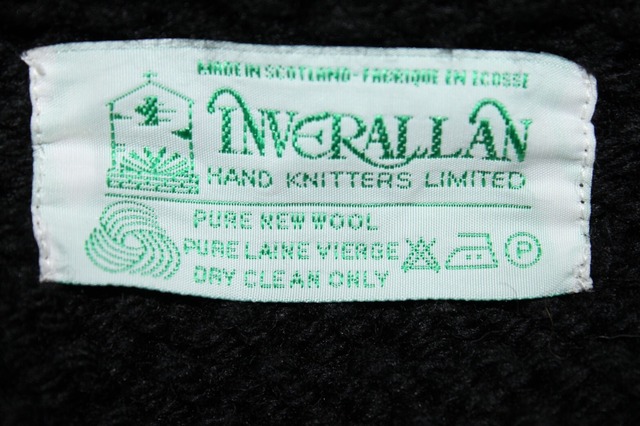 MADE IN SCOTLAND - FABRIQUE EN ECOSSE
INVERALLAN
HAND KNITTERS LIMITED
PURE NEW WOOL
PURE LAINE VIERGE
DRY CLEAN ONLY
P